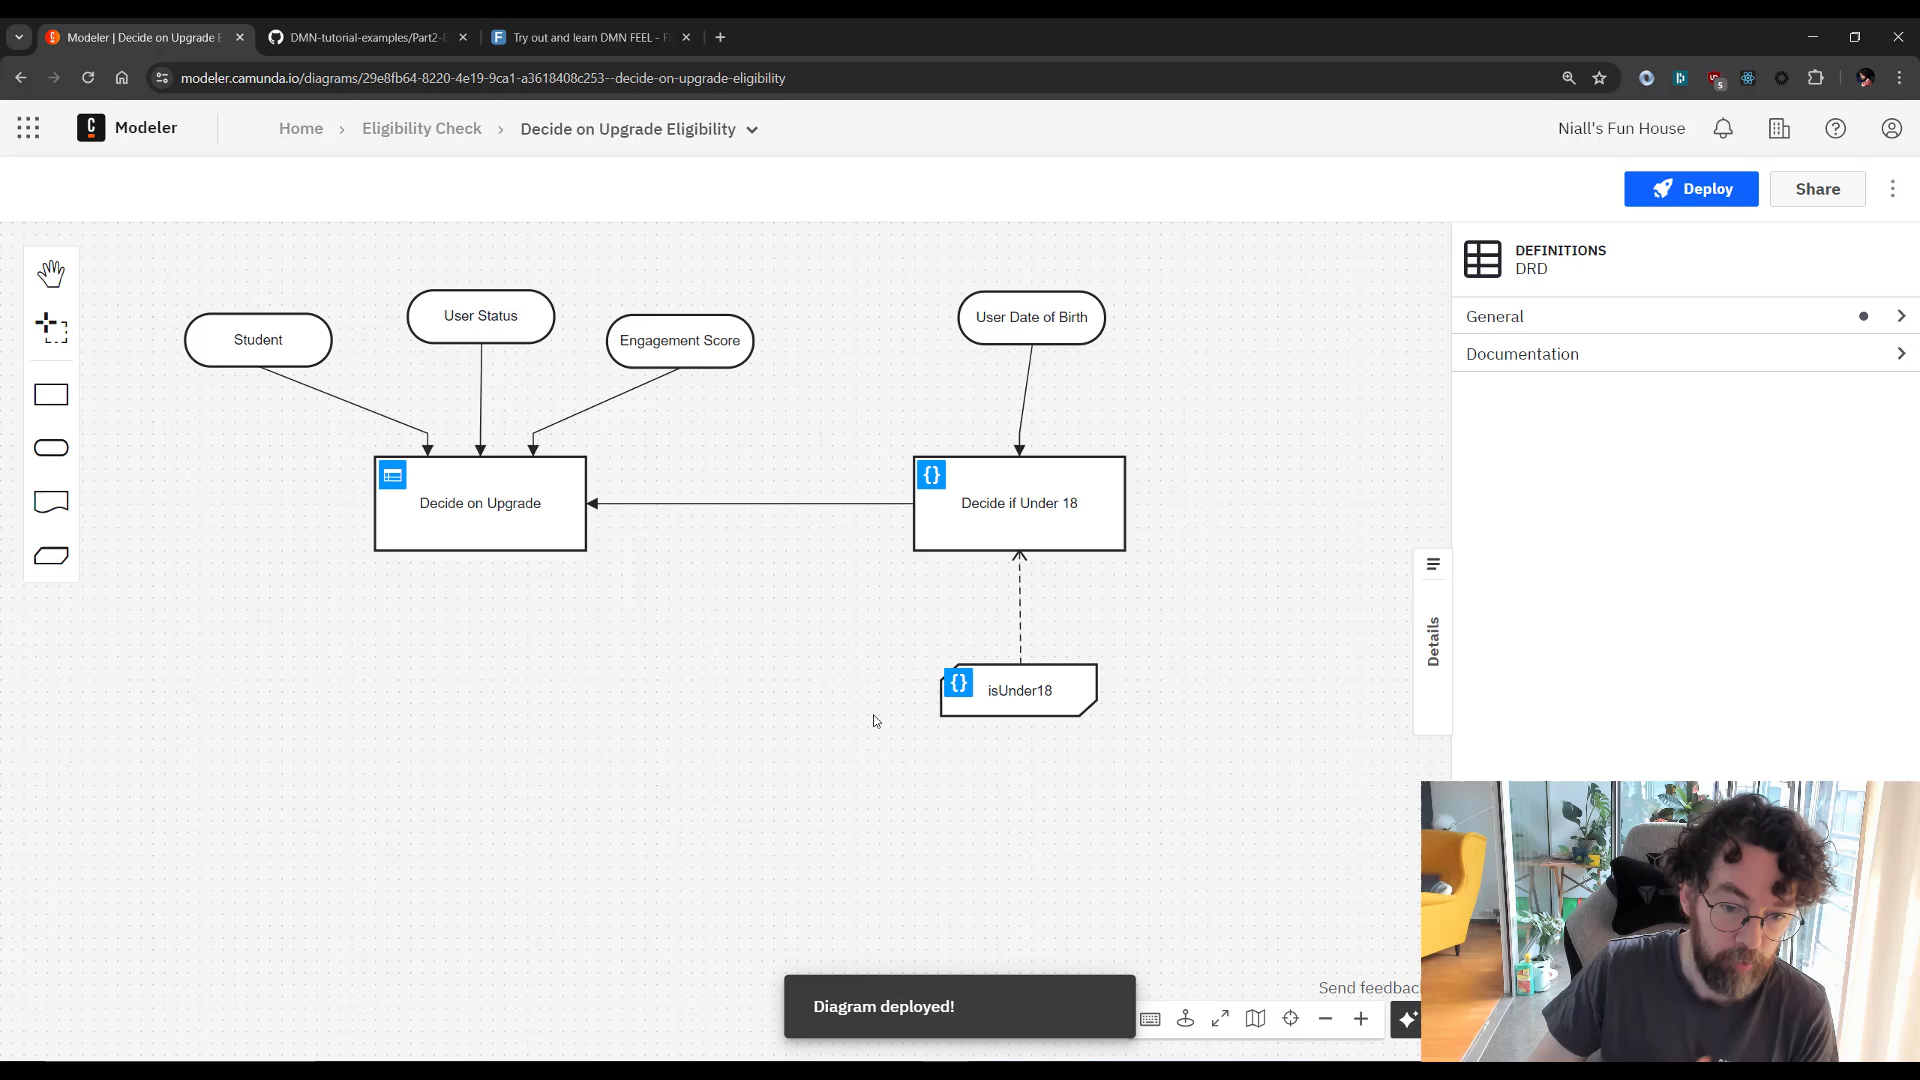 Modeler | Decide on Upgrade E
DMN-tutorial-examples/Part2-
Try out and learn DMN FEEL - F
modeler.camunda.io/diagrams/29e8fb64-8220-4e19-9ca1-a3618408c253--decide-on-upgrade-eligibility
5
Modeler
Home
Eligibility Check
Decide on Upgrade Eligibility
Niall's Fun House
Deploy
Share
DEFINITIONS
DRD
General
Documentation
Student
User Status
Engagement Score
User Date of Birth
Decide on Upgrade
{}
Decide if Under 18
{}
isUnder18
Details
Diagram deployed!
Send feedback